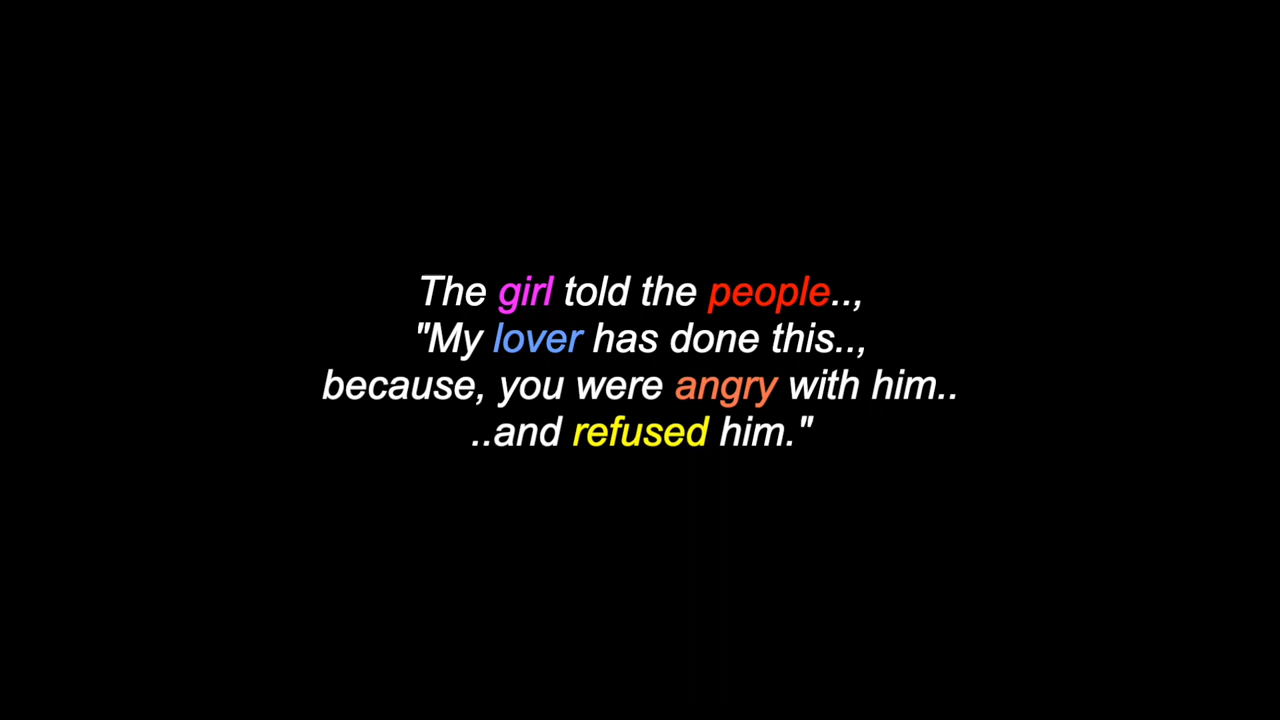 The girl told the people..,
"My lover has done this..,
because, you were angry with him..
..and refused him."